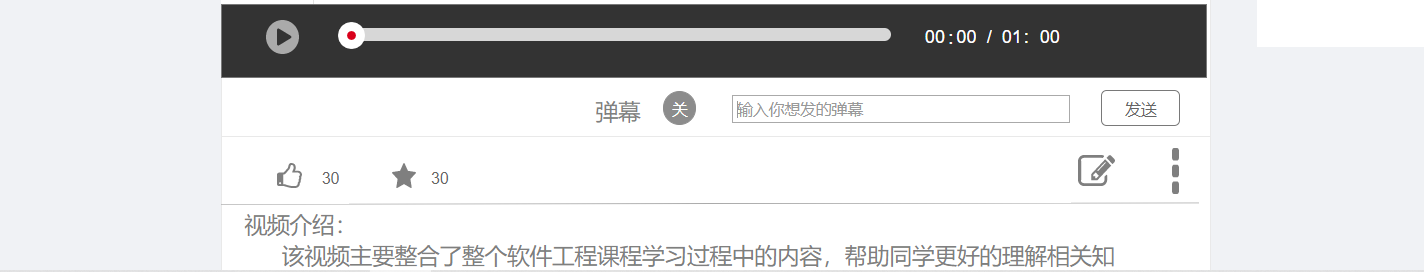 00:00 / 01: 00
弹幕 关 输入你想发的弹幕 发送
30 30
视频介绍：
该视频主要整合了整个软件工程课程学习过程中的内容，帮助同学更好的理解相关知